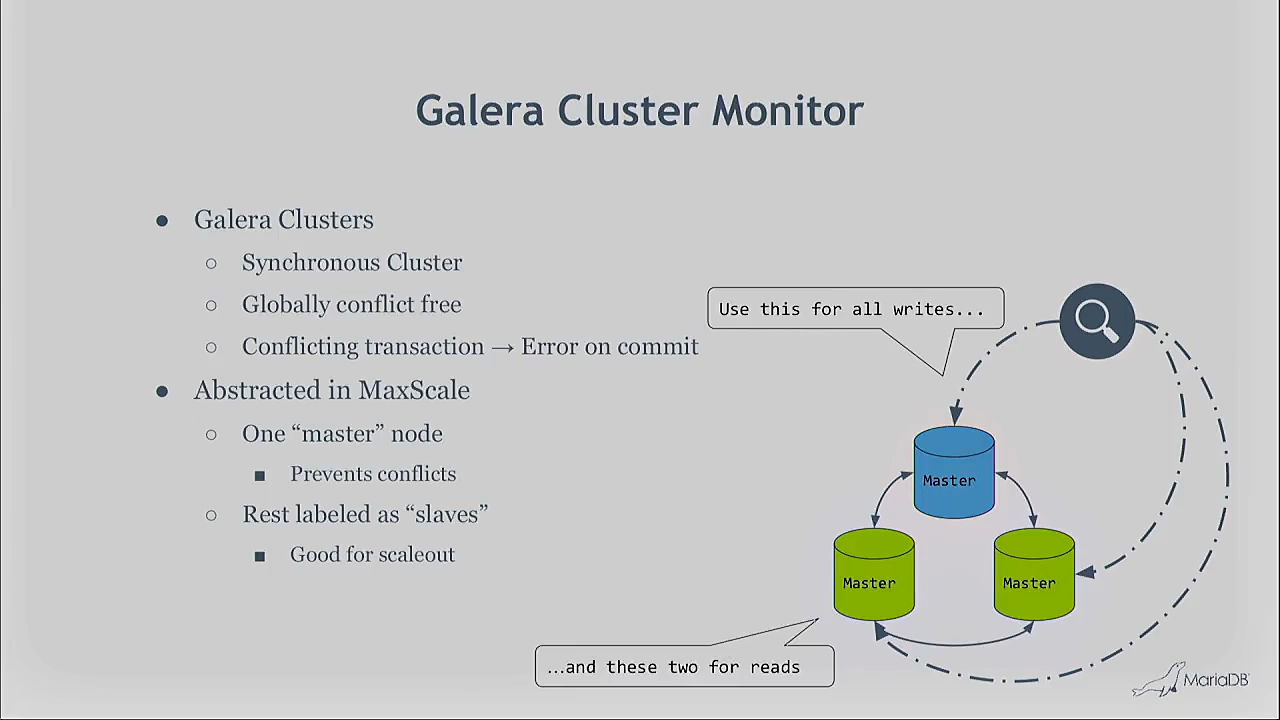 Galera Cluster Monitor
● Galera Clusters
○ Synchronous Cluster
○ Globally conflict free
○ Conflicting transaction → Error on commit
● Abstracted in MaxScale
○ One “master” node
■ Prevents conflicts
○ Rest labeled as “slaves”
■ Good for scaleout
Use this for all writes...
Master
Master
Master
...and these two for reads
MariaDB